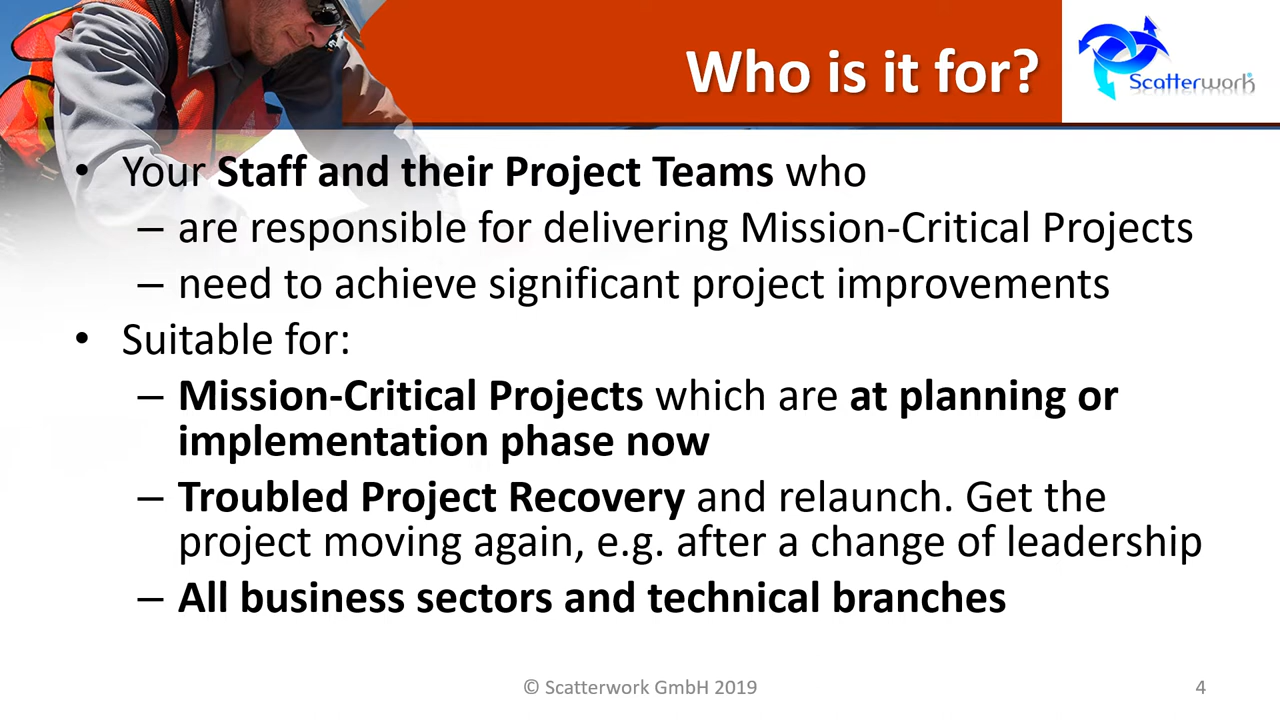 Who is it for?
Scatterwork
• Your Staff and their Project Teams who
– are responsible for delivering Mission-Critical Projects
– need to achieve significant project improvements
• Suitable for:
– Mission-Critical Projects which are at planning or
implementation phase now
– Troubled Project Recovery and relaunch. Get the
project moving again, e.g. after a change of leadership
– All business sectors and technical branches
© Scatterwork GmbH 2019
4